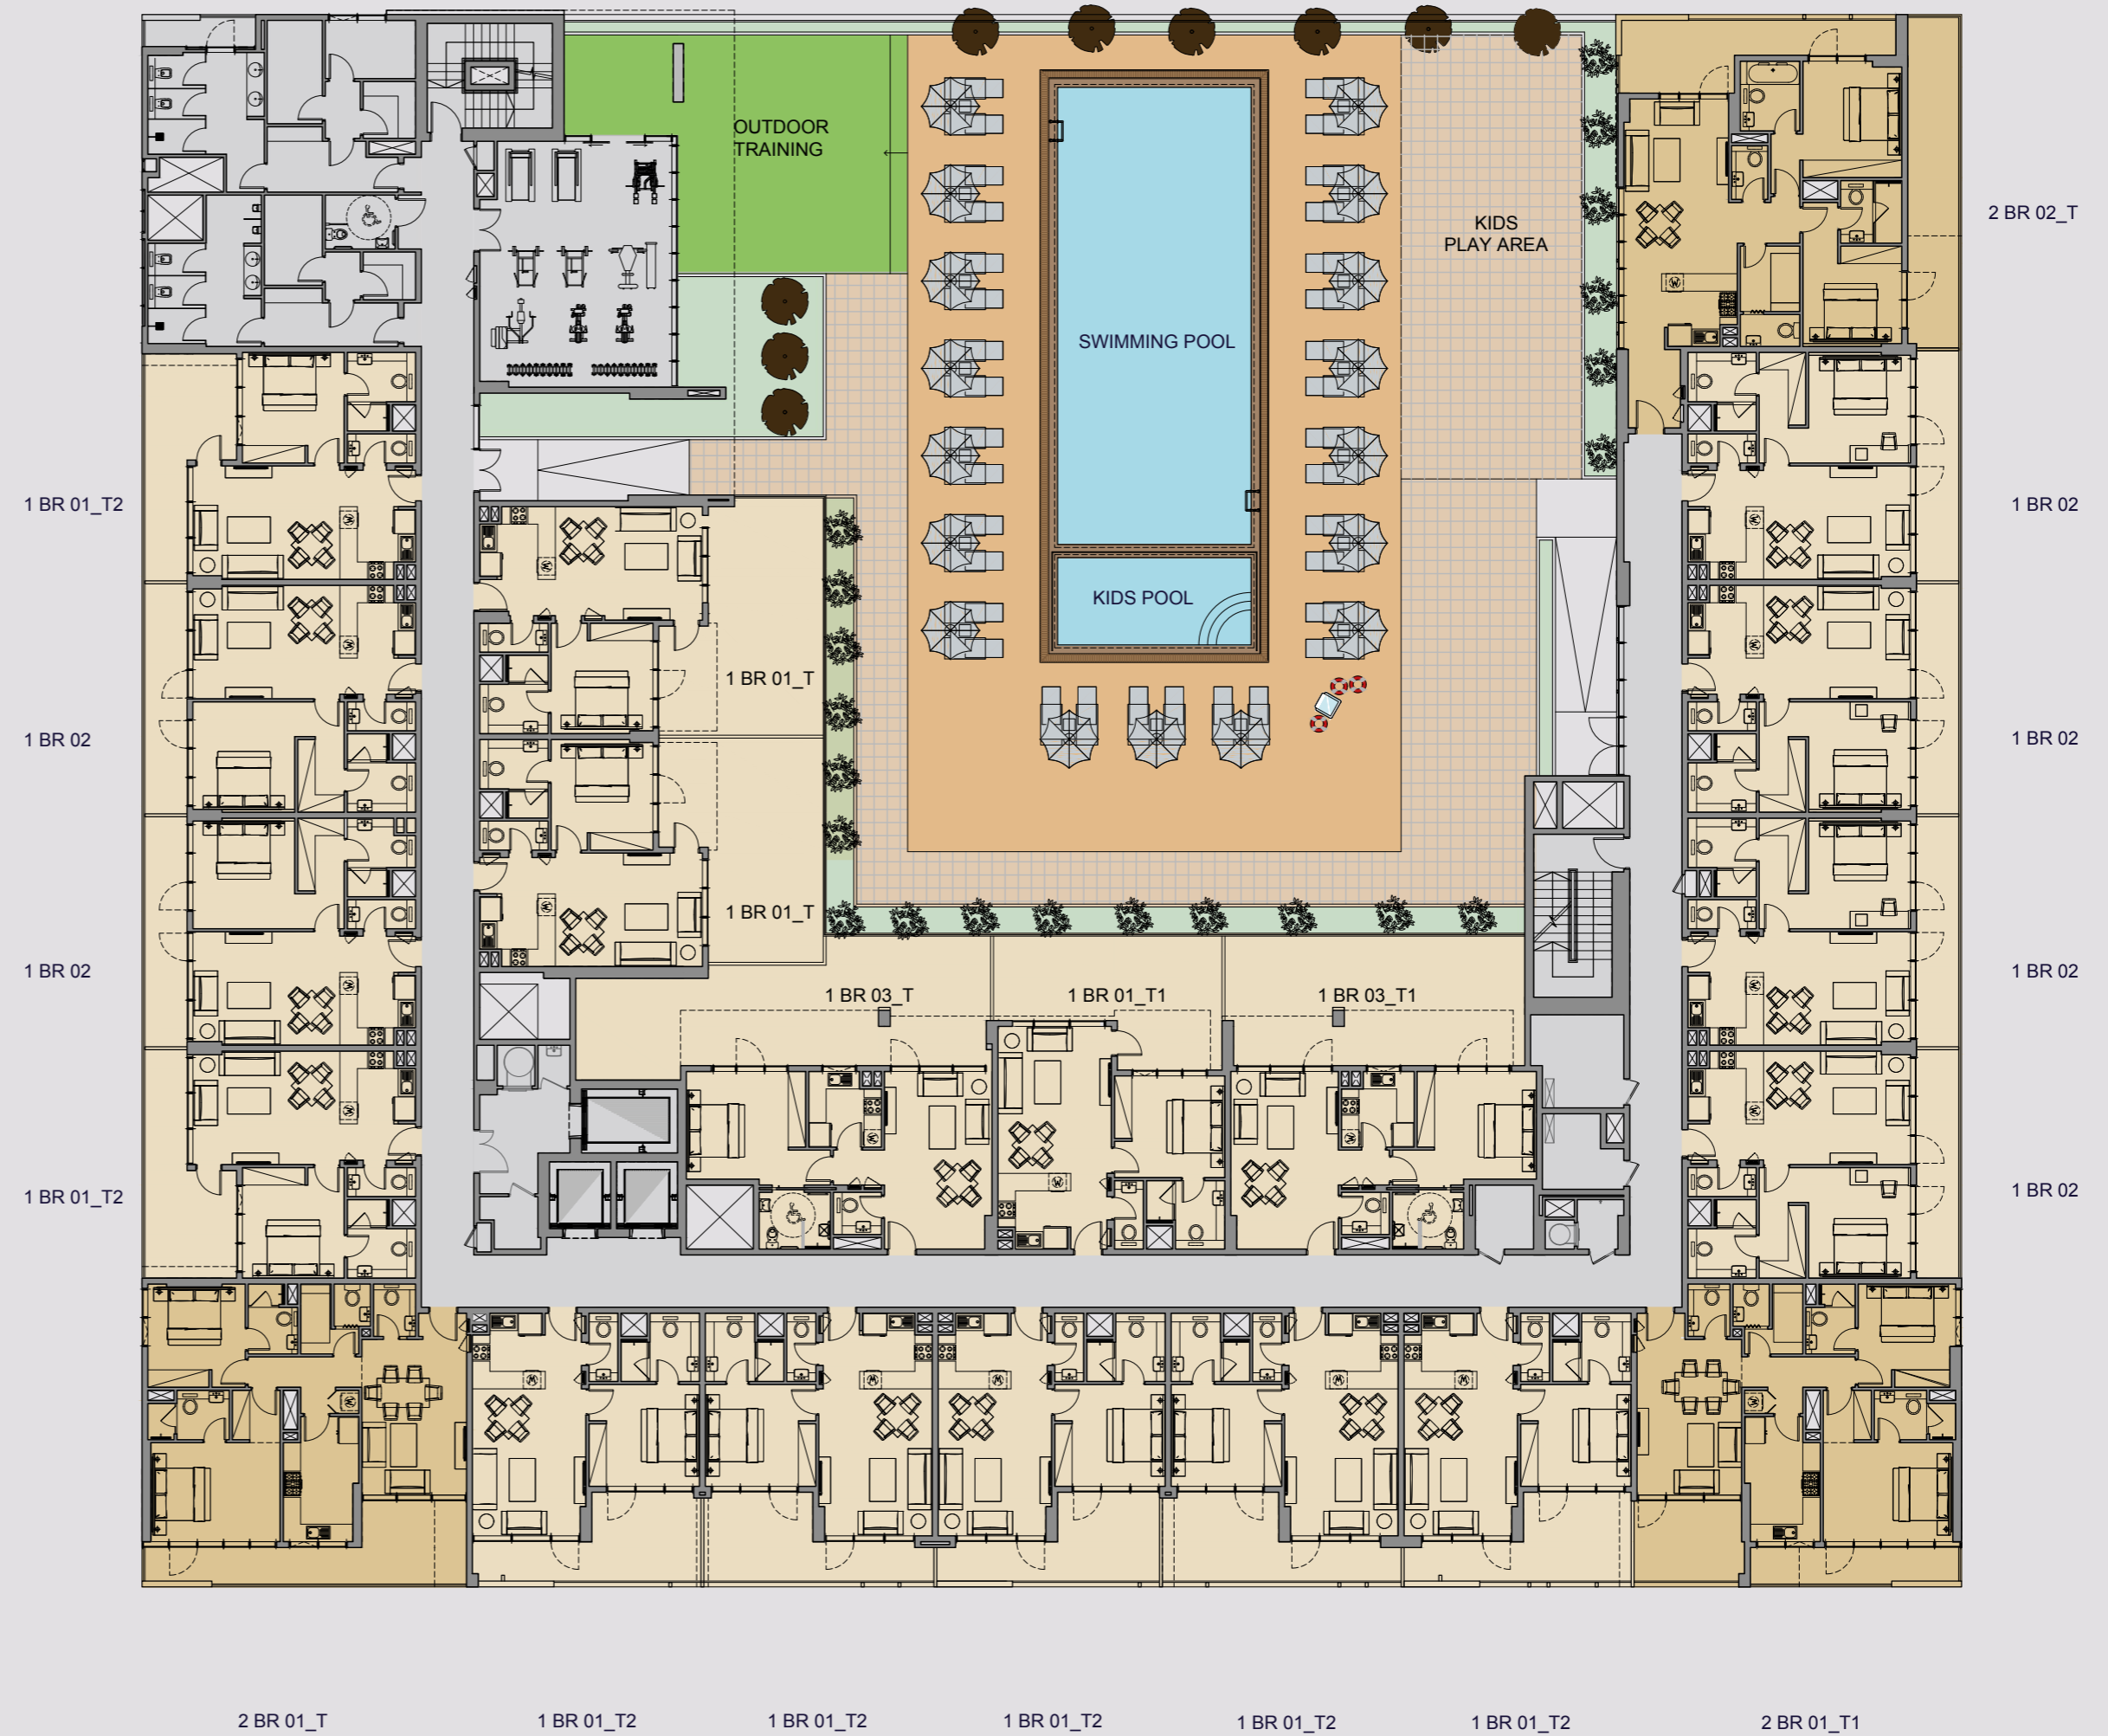 OUTDOOR
TRAINING
KIDS
PLAY AREA
2 BR 02_T
SWIMMING POOL
1 BR 01_T2
1 BR 02
KIDS POOL
1 BR 01_T
1 BR 02
1 BR 02
1 BR 01_T
1 BR 02
1 BR 02
1 BR 03_T
1 BR 01_T1
1 BR 03_T1
1 BR 01_T2
1 BR 02
2 BR 01_T
1 BR 01_T2
1 BR 01_T2
1 BR 01_T2
1 BR 01_T2
1 BR 01_T2
2 BR 01_T1